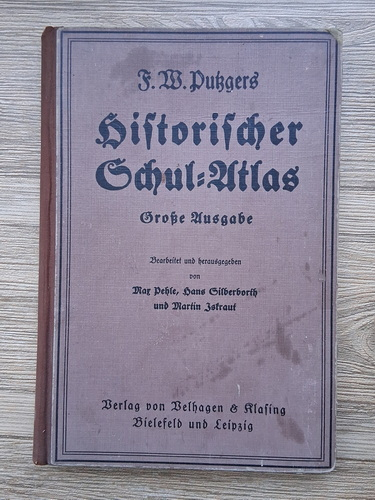 F. W. Putzgers
Historischer
Schul-Atlas
Große Ausgabe
Bearbeitet und herausgegeben
von
Max Pehle, Hans Silberborth
und Martin Iskraut
Verlag von Velhagen & Klasing
Bielefeld und Leipzig